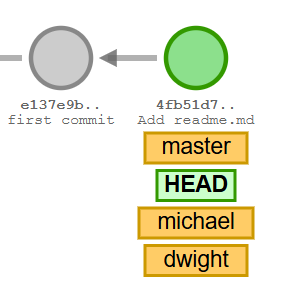 e137e9b..
first commit
4fb51d7..
Add readme.md
master
HEAD
michael
dwight